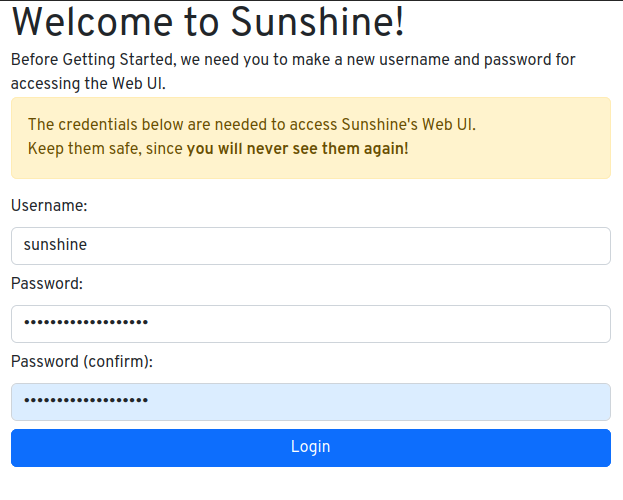 Welcome to Sunshine!
Before Getting Started, we need you to make a new username and password for
accessing the Web UI.
The credentials below are needed to access Sunshine's Web UI.
Keep them safe, since you will never see them again!
Username:
sunshine
Password:
•••••••••••••••••••
Password (confirm):
•••••••••••••••••••
Login